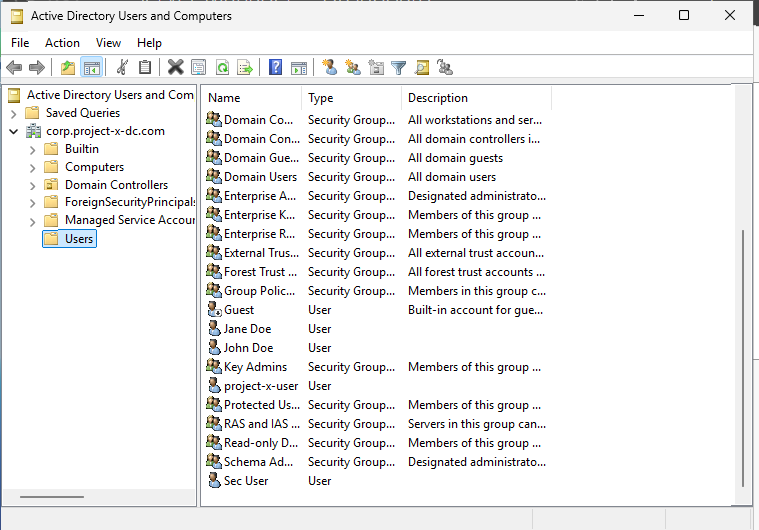 Active Directory Users and Computers
File Action View Help
Active Directory Users and Com
Saved Queries
corp.project-x-dc.com
Builtin
Computers
Domain Controllers
ForeignSecurityPrincipals
Managed Service Accour
Users
Name Type Description
Domain Co... Security Group... All workstations and ser...
Domain Con... Security Group... All domain controllers i...
Domain Gue... Security Group... All domain guests
Domain Users Security Group... All domain users
Enterprise A... Security Group... Designated administrato...
Enterprise K... Security Group... Members of this group ...
Enterprise R... Security Group... Members of this group ...
External Trus... Security Group... All external trust accoun...
Forest Trust ... Security Group... All forest trust accounts ...
Group Polic... Security Group... Members in this group c...
Guest User Built-in account for gue...
Jane Doe User
John Doe User
Key Admins Security Group... Members of this group ...
project-x-user User
Protected Us... Security Group... Members of this group ...
RAS and IAS ... Security Group... Servers in this group can...
Read-only D... Security Group... Members of this group ...
Schema Ad... Security Group... Designated administrato...
Sec User User